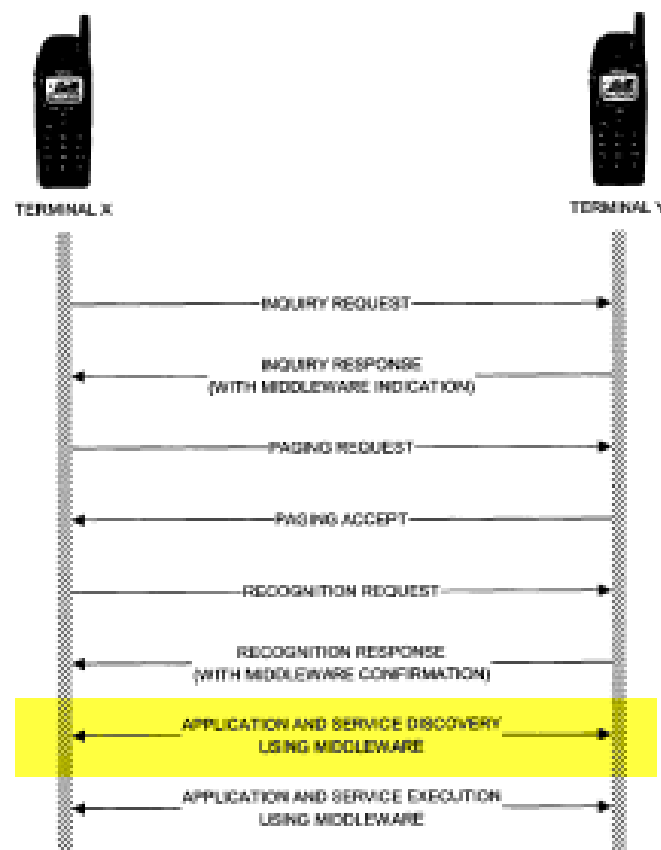 TERMINAL X
TERMINAL Y
INQUIRY REQUEST
INQUIRY RESPONSE
(WITH MIDDLEWARE INDICATION)
PAGING REQUEST
PAGING ACCEPT
RECOGNITION REQUEST
RECOGNITION RESPONSE
(WITH MIDDLEWARE CONFIRMATION)
APPLICATION AND SERVICE DISCOVERY
USING MIDDLEWARE
APPLICATION AND SERVICE EXECUTION
USING MIDDLEWARE